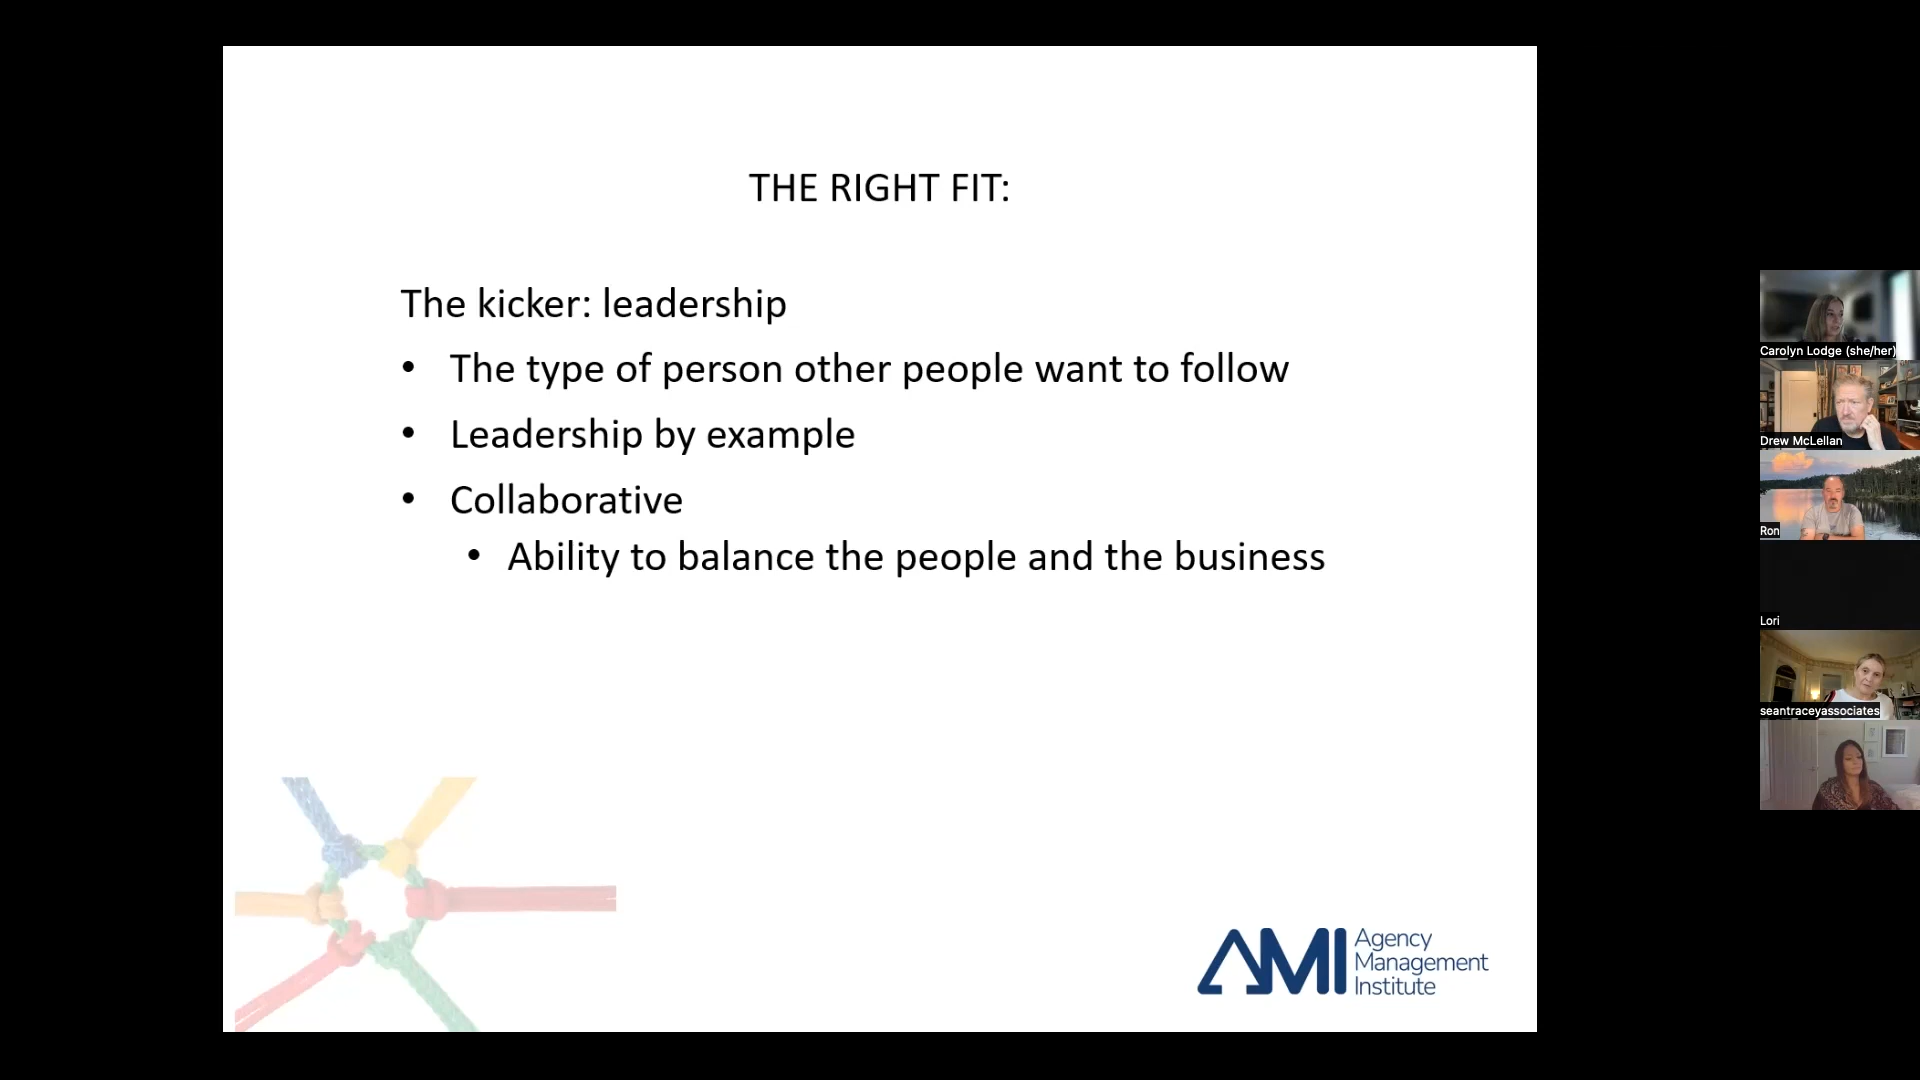 THE RIGHT FIT:
The kicker: leadership
• The type of person other people want to follow
• Leadership by example
• Collaborative
• Ability to balance the people and the business
AMI Agency
Management
Institute
Carolyn Lodge (she/her)
Drew McLellan
Ron
Lori
seantraceyassociates